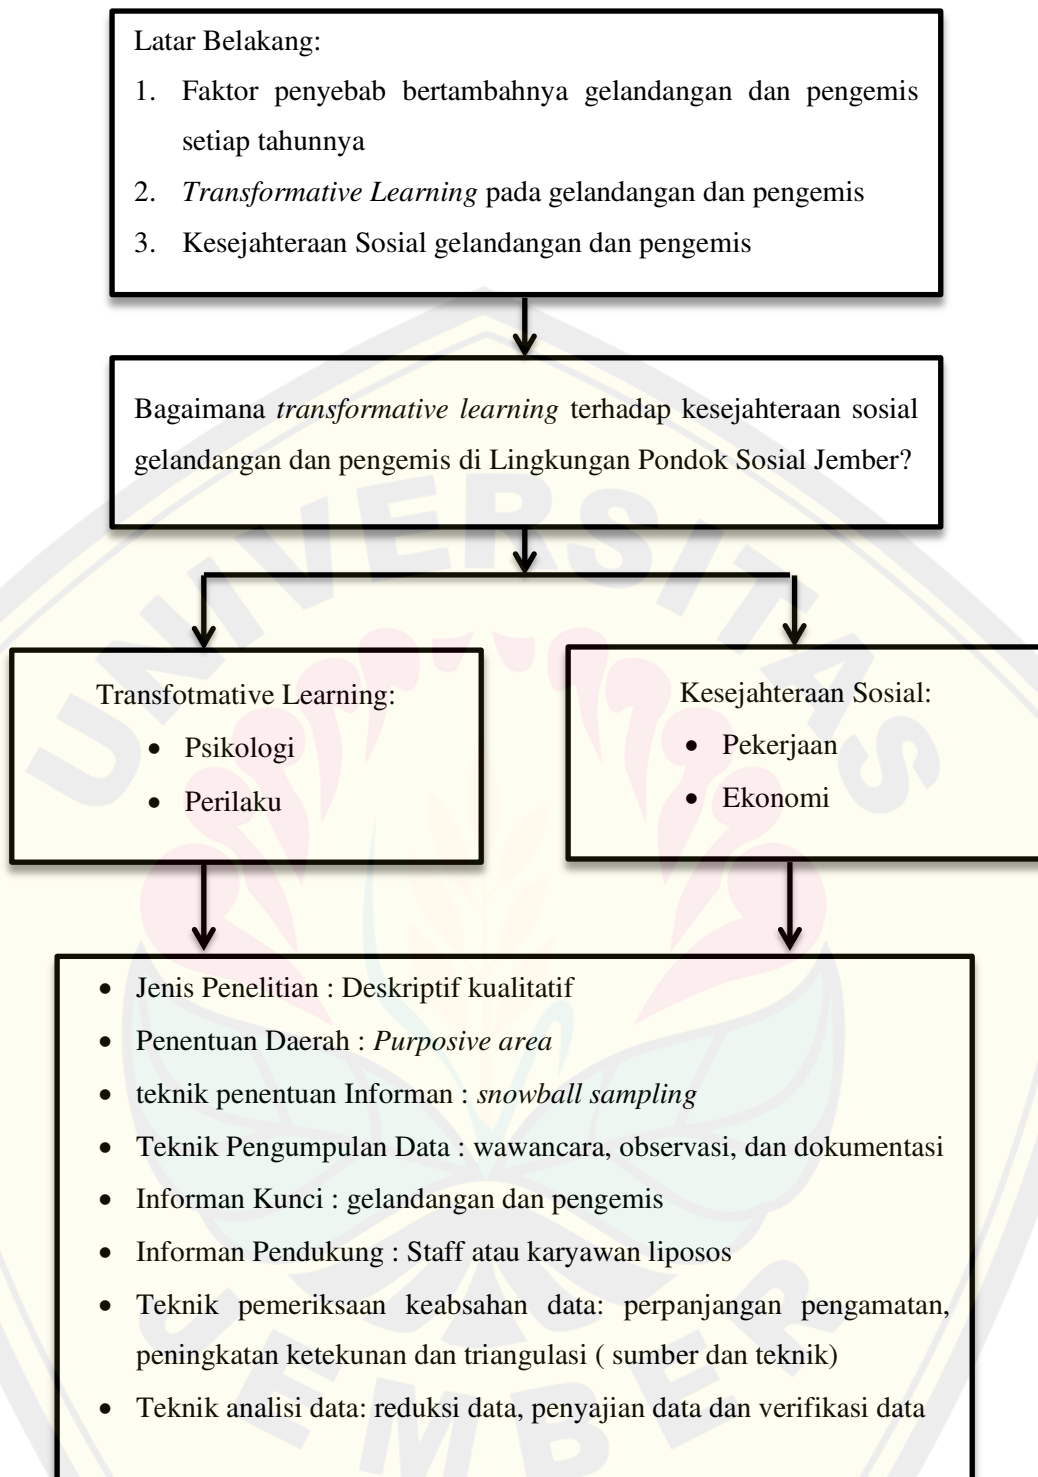 Latar Belakang:
1. Faktor penyebab bertambahnya gelandangan dan pengemis
setiap tahunnya
2. Transformative Learning pada gelandangan dan pengemis
3. Kesejahteraan Sosial gelandangan dan pengemis
Bagaimana transformative learning terhadap kesejahteraan sosial
gelandangan dan pengemis di Lingkungan Pondok Sosial Jember?
Transfotmative Learning:
• Psikologi
• Perilaku
Kesejahteraan Sosial:
• Pekerjaan
• Ekonomi
• Jenis Penelitian : Deskriptif kualitatif
• Penentuan Daerah : Purposive area
• teknik penentuan Informan : snowball sampling
• Teknik Pengumpulan Data : wawancara, observasi, dan dokumentasi
• Informan Kunci : gelandangan dan pengemis
• Informan Pendukung : Staff atau karyawan liposos
• Teknik pemeriksaan keabsahan data: perpanjangan pengamatan,
peningkatan ketekunan dan triangulasi ( sumber dan teknik)
• Teknik analisi data: reduksi data, penyajian data dan verifikasi data
UNIVERSITAS
JEMBER